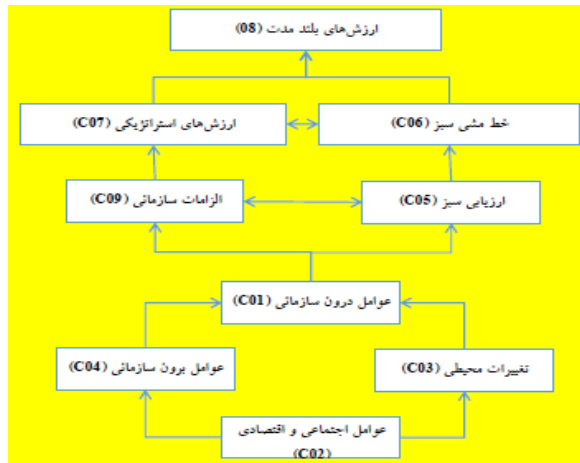 ارزش‌های بلند مدت (08)
خط مشی سبز (C06)
ارزش‌های استراتژیکی (C07)
ارزیابی سبز (C05)
الزامات سازمانی (C09)
عوامل درون سازمانی (C01)
تغییرات محیطی (C03)
عوامل برون سازمانی (C04)
عوامل اجتماعی و اقتصادی
(C02)